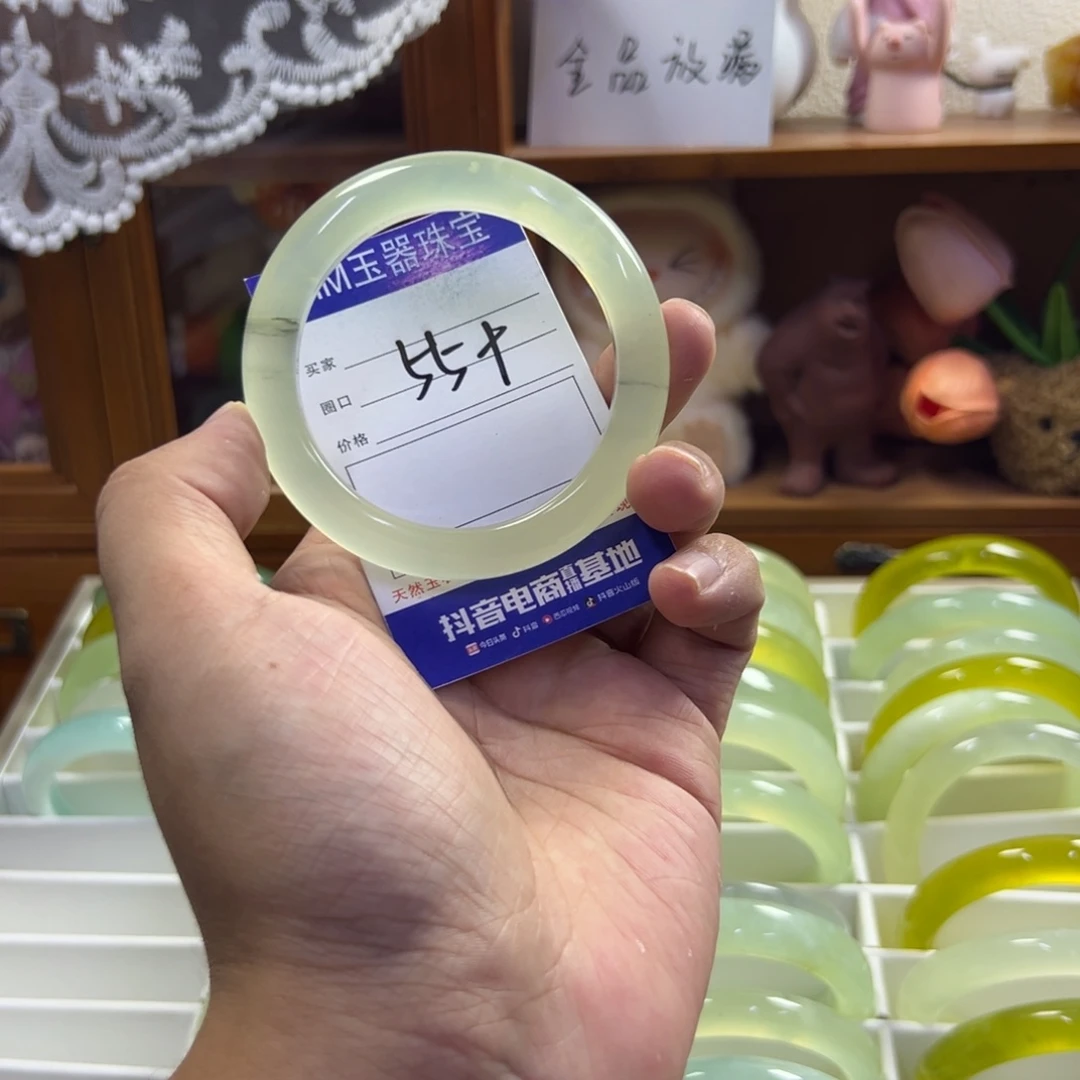 全品放漏
M玉器珠宝
买家
55中
圈口
价格
天然玉
抖音电商直播基地
今日头条 抖音 西瓜视频 抖音火山版